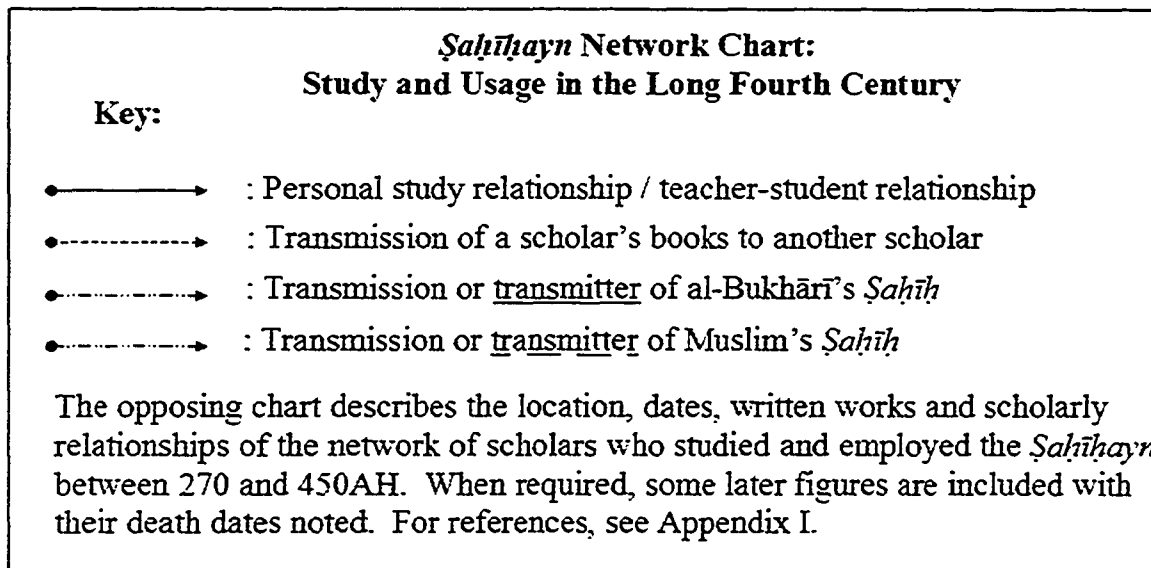 Ṣaḥīḥayn Network Chart:
Study and Usage in the Long Fourth Century
Key:
: Personal study relationship / teacher-student relationship
: Transmission of a scholar's books to another scholar
: Transmission or transmitter of al-Bukhārī's Ṣaḥīḥ
: Transmission or transmitter of Muslim's Ṣaḥīḥ
The opposing chart describes the location, dates, written works and scholarly
relationships of the network of scholars who studied and employed the Ṣaḥīḥayn
between 270 and 450AH. When required, some later figures are included with
their death dates noted. For references, see Appendix I.